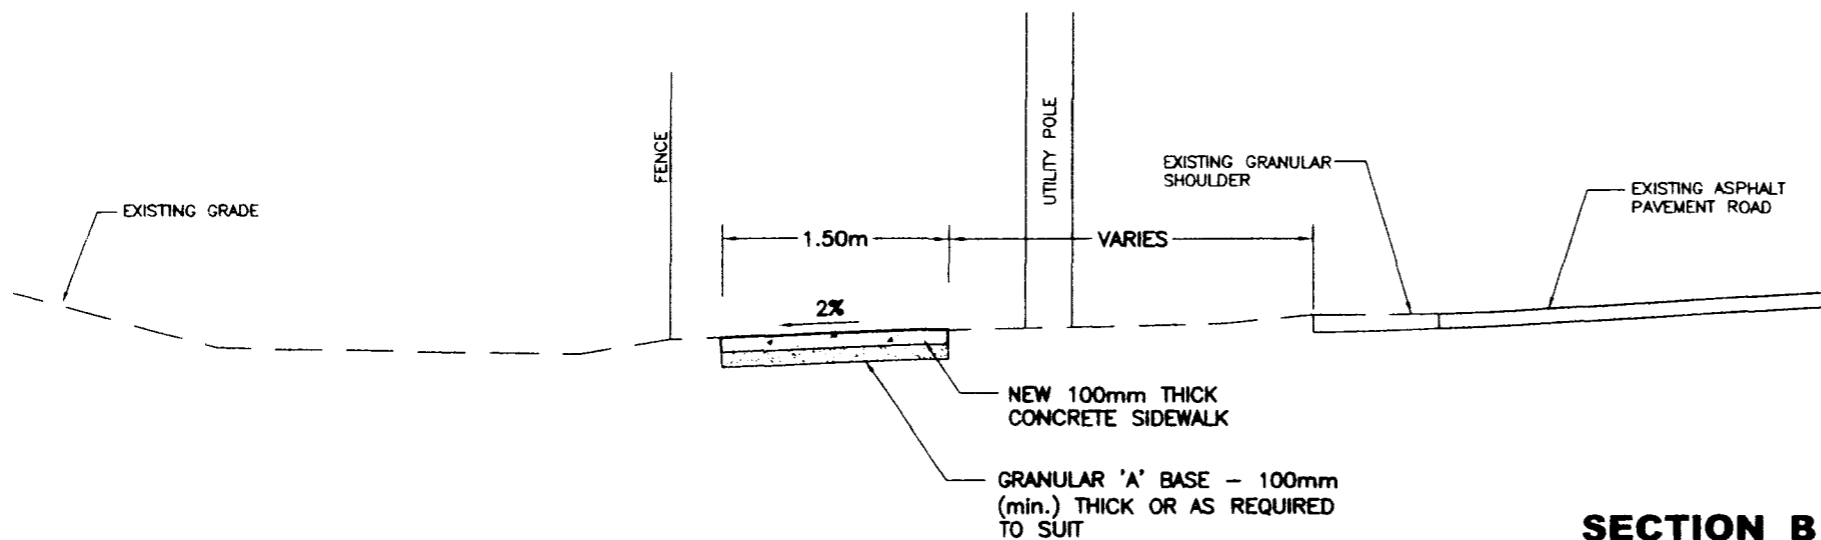 FENCE
UTILITY POLE
EXISTING GRANULAR
SHOULDER
EXISTING ASPHALT
PAVEMENT ROAD
EXISTING GRADE
1.50m
VARIES
2%
NEW 100mm THICK
CONCRETE SIDEWALK
GRANULAR 'A' BASE - 100mm
(min.) THICK OR AS REQUIRED
TO SUIT
SECTION B